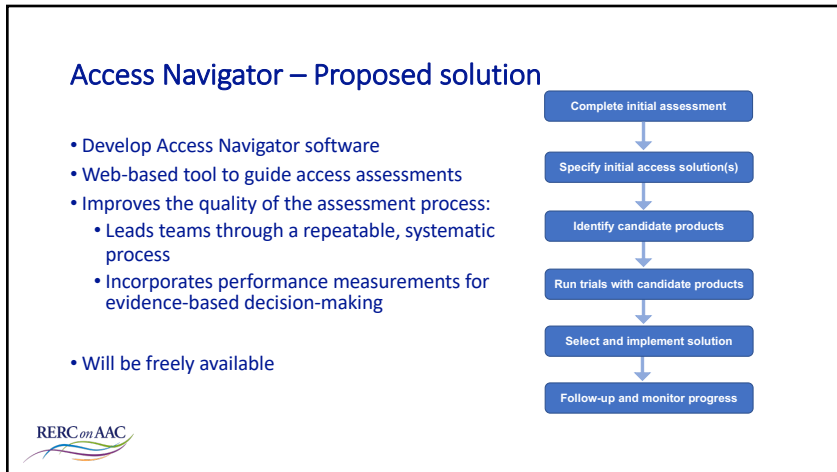 Access Navigator – Proposed solution
• Develop Access Navigator software
• Web-based tool to guide access assessments
• Improves the quality of the assessment process:
• Leads teams through a repeatable, systematic
process
• Incorporates performance measurements for
evidence-based decision-making
• Will be freely available
Complete initial assessment
Specify initial access solution(s)
Identify candidate products
Run trials with candidate products
Select and implement solution
Follow-up and monitor progress
RERC on AAC